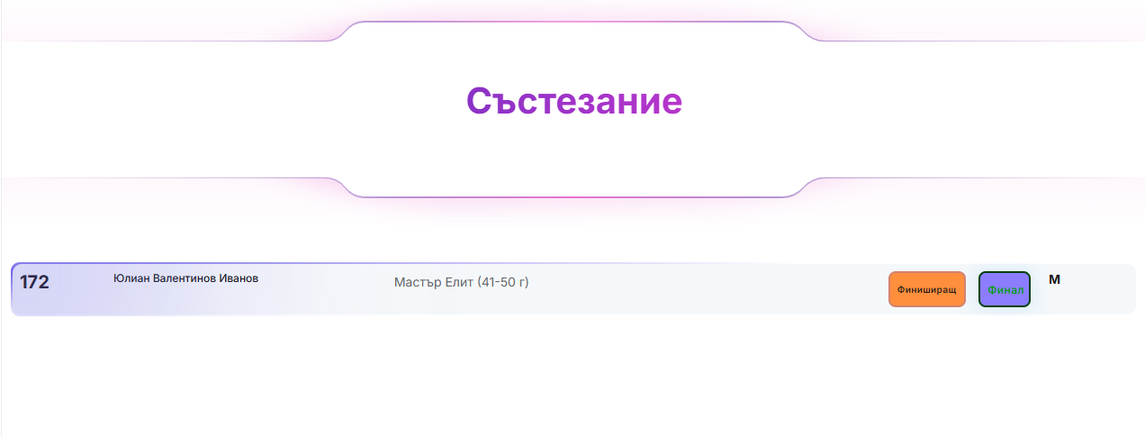 Състезание
172 Юлиан Валентинов Иванов Мастър Елит (41-50 г) Финиширащ Финал М